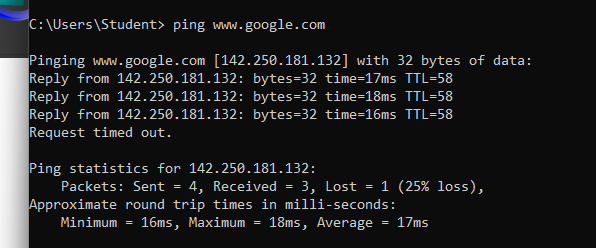 C:\Users\Student> ping www.google.com
Pinging www.google.com [142.250.181.132] with 32 bytes of data:
Reply from 142.250.181.132: bytes=32 time=17ms TTL=58
Reply from 142.250.181.132: bytes=32 time=18ms TTL=58
Reply from 142.250.181.132: bytes=32 time=16ms TTL=58
Request timed out.
Ping statistics for 142.250.181.132:
    Packets: Sent = 4, Received = 3, Lost = 1 (25% loss),
Approximate round trip times in milli-seconds:
    Minimum = 16ms, Maximum = 18ms, Average = 17ms